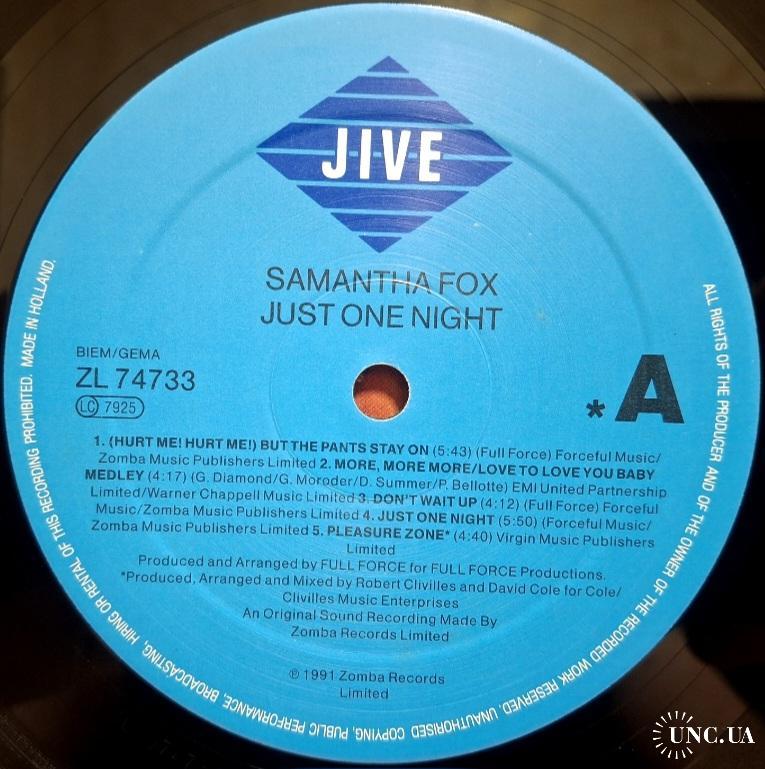 JIVE
SAMANTHA FOX
JUST ONE NIGHT
BIEM/GEMA
ZL 74733
LC 7925
*A
1. (HURT ME! HURT ME!) BUT THE PANTS STAY ON (5:43) (Full Force) Forceful Music/
Zomba Music Publishers Limited 2. MORE, MORE MORE/LOVE TO LOVE YOU BABY
MEDLEY (4:17) (G. Diamond/G. Moroder/D. Summer/P. Bellotte) EMI United Partnership
Limited/Warner Chappell Music Limited 3. DON'T WAIT UP (4:12) (Full Force) Forceful
Music/Zomba Music Publishers Limited 4. JUST ONE NIGHT (5:50) (Forceful Music/
Zomba Music Publishers Limited 5. PLEASURE ZONE* (4:40) Virgin Music Publishers
Limited
Produced and Arranged by FULL FORCE for FULL FORCE Productions.
*Produced, Arranged and Mixed by Robert Clivilles and David Cole for Cole/
Clivilles Music Enterprises
An Original Sound Recording Made By
Zomba Records Limited
℗ 1991 Zomba Records
Limited
ALL RIGHTS OF THE PRODUCER AND OF THE OWNER OF THE RECORDED WORK RESERVED. UNAUTHORISED COPYING, PUBLIC PERFORMANCE, BROADCASTING, HIRING OR RENTAL OF THIS RECORDING PROHIBITED. MADE IN HOLLAND.
UNC.UA